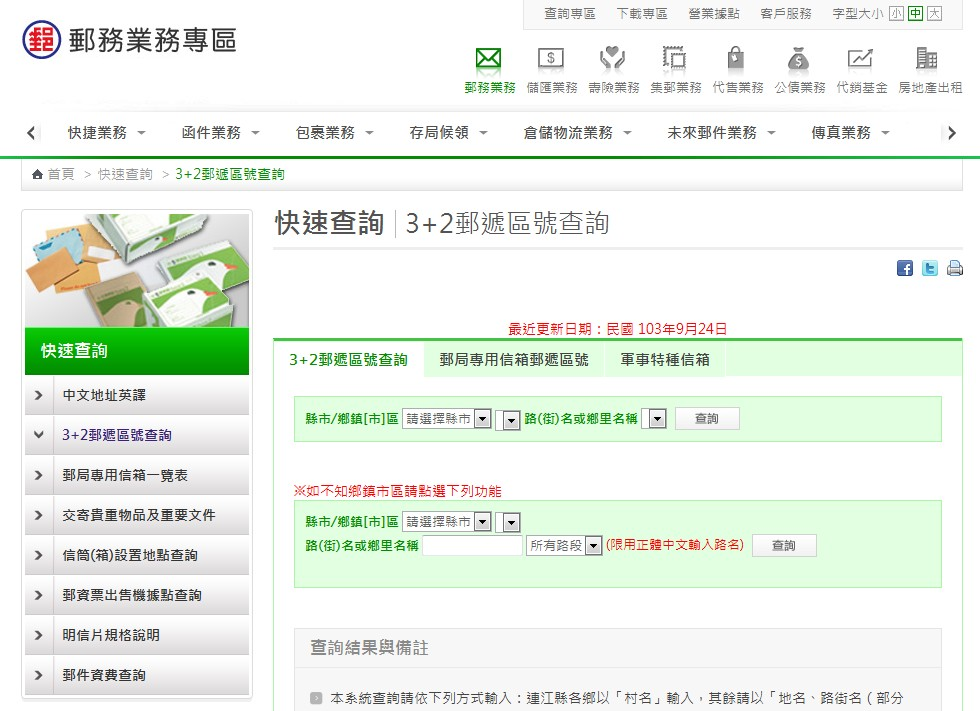 查詢專區 下載專區 營業據點 客戶服務 字型大小 小 中 大
郵 郵務業務專區
郵務業務 儲匯業務 壽險業務 集郵業務 代售業務 公債業務 代銷基金 房地產出租
快捷業務 函件業務 包裹業務 存局候領 倉儲物流業務 未來郵件業務 傳真業務
首頁 > 快速查詢 > 3+2郵遞區號查詢
快速查詢 3+2郵遞區號查詢
最近更新日期：民國 103年9月24日
快速查詢
中文地址英譯
3+2郵遞區號查詢
郵局專用信箱一覽表
交寄貴重物品及重要文件
信筒(箱)設置地點查詢
郵資票出售機據點查詢
明信片規格說明
郵件資費查詢
3+2郵遞區號查詢 郵局專用信箱郵遞區號 軍事特種信箱
縣市/鄉鎮[市]區 請選擇縣市 路(街)名或鄉里名稱 查詢
※如不知鄉鎮市區請點選下列功能
縣市/鄉鎮[市]區 請選擇縣市
路(街)名或鄉里名稱 所有路段 (限用正體中文輸入路名) 查詢
查詢結果與備註
本系統查詢請依下列方式輸入：連江縣各鄉以「村名」輸入，其餘請以「地名、路街名（部分